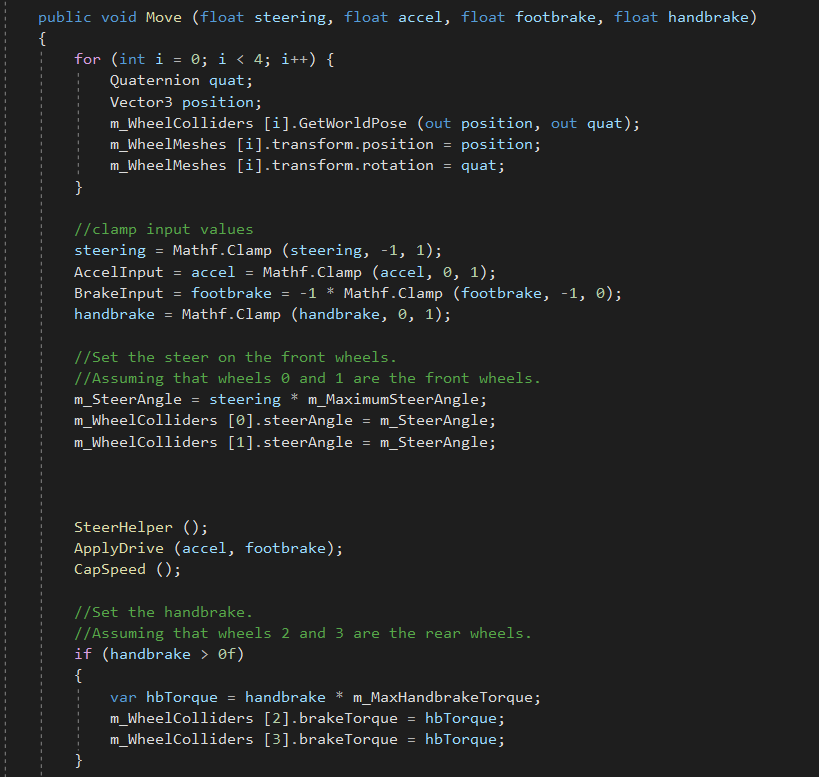 public void Move (float steering, float accel, float footbrake, float handbrake)
{
for (int i = 0; i < 4; i++) {
Quaternion quat;
Vector3 position;
m_WheelColliders [i].GetWorldPose (out position, out quat);
m_WheelMeshes [i].transform.position = position;
m_WheelMeshes [i].transform.rotation = quat;
}
//clamp input values
steering = Mathf.Clamp (steering, -1, 1);
AccelInput = accel = Mathf.Clamp (accel, 0, 1);
BrakeInput = footbrake = -1 * Mathf.Clamp (footbrake, -1, 0);
handbrake = Mathf.Clamp (handbrake, 0, 1);
//Set the steer on the front wheels.
//Assuming that wheels 0 and 1 are the front wheels.
m_SteerAngle = steering * m_MaximumSteerAngle;
m_WheelColliders [0].steerAngle = m_SteerAngle;
m_WheelColliders [1].steerAngle = m_SteerAngle;
SteerHelper ();
ApplyDrive (accel, footbrake);
CapSpeed ();
//Set the handbrake.
//Assuming that wheels 2 and 3 are the rear wheels.
if (handbrake > 0f)
{
var hbTorque = handbrake * m_MaxHandbrakeTorque;
m_WheelColliders [2].brakeTorque = hbTorque;
m_WheelColliders [3].brakeTorque = hbTorque;
}